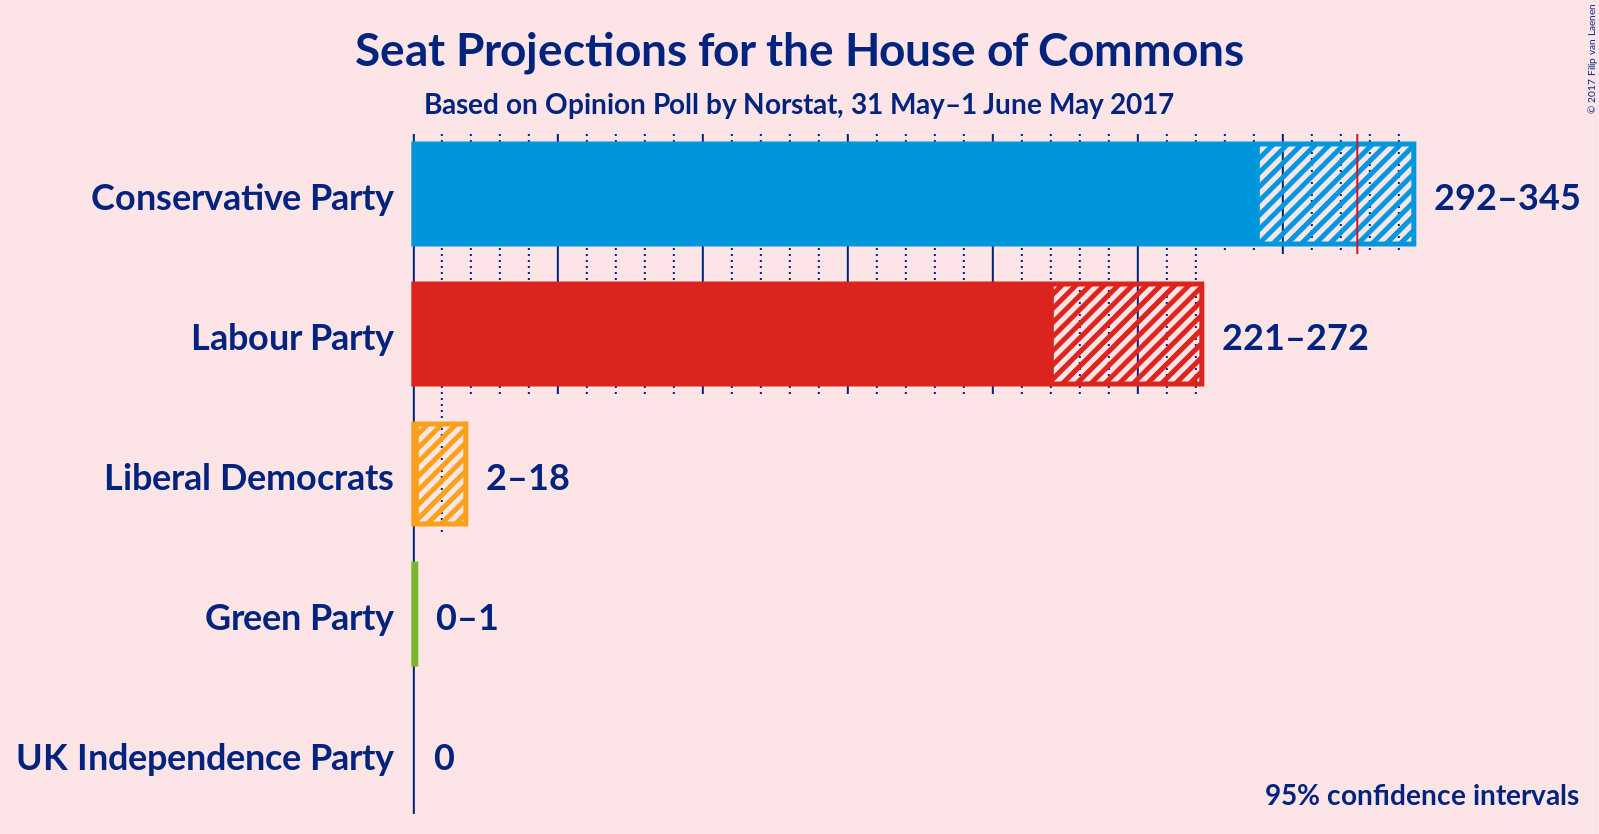 Seat Projections for the House of Commons
Based on Opinion Poll by Norstat, 31 May–1 June May 2017
© 2017 Filip van Laenen
Conservative Party
292–345
Labour Party
221–272
Liberal Democrats
2–18
Green Party
0–1
UK Independence Party
0
95% confidence intervals